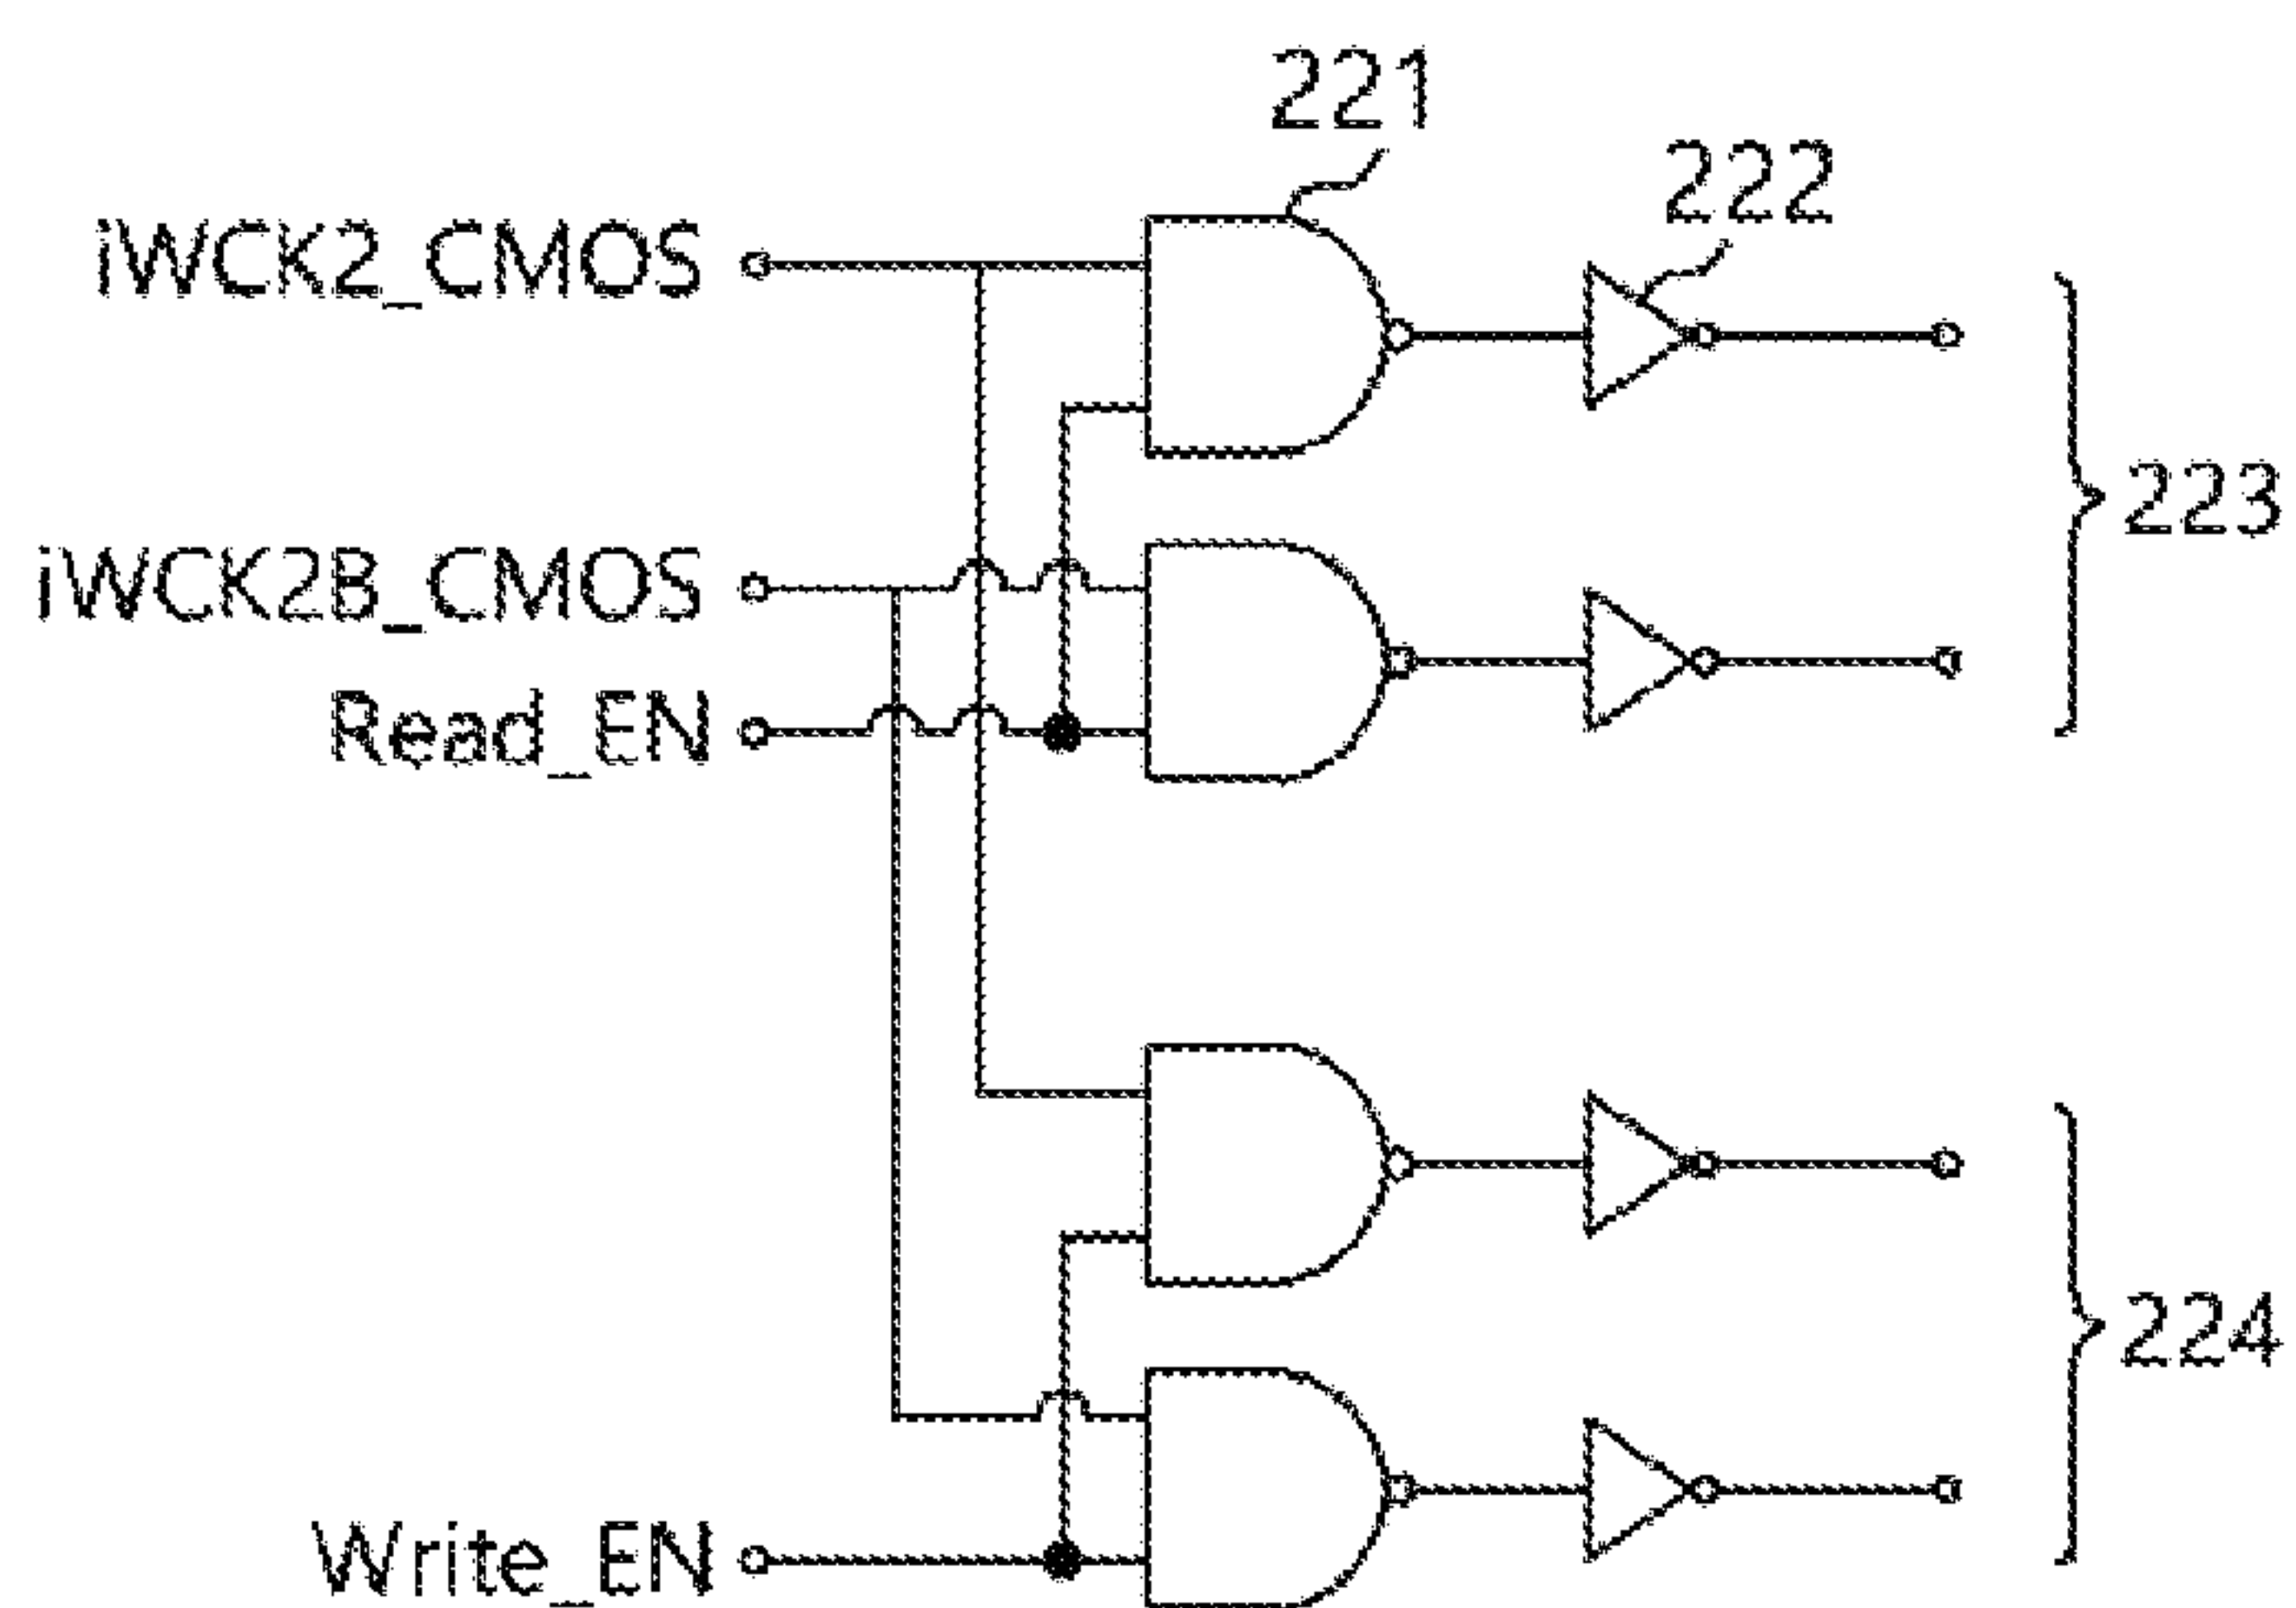 221
222
iWCK2_CMOS
223
iWCK2B_CMOS
Read_EN
224
Write_EN